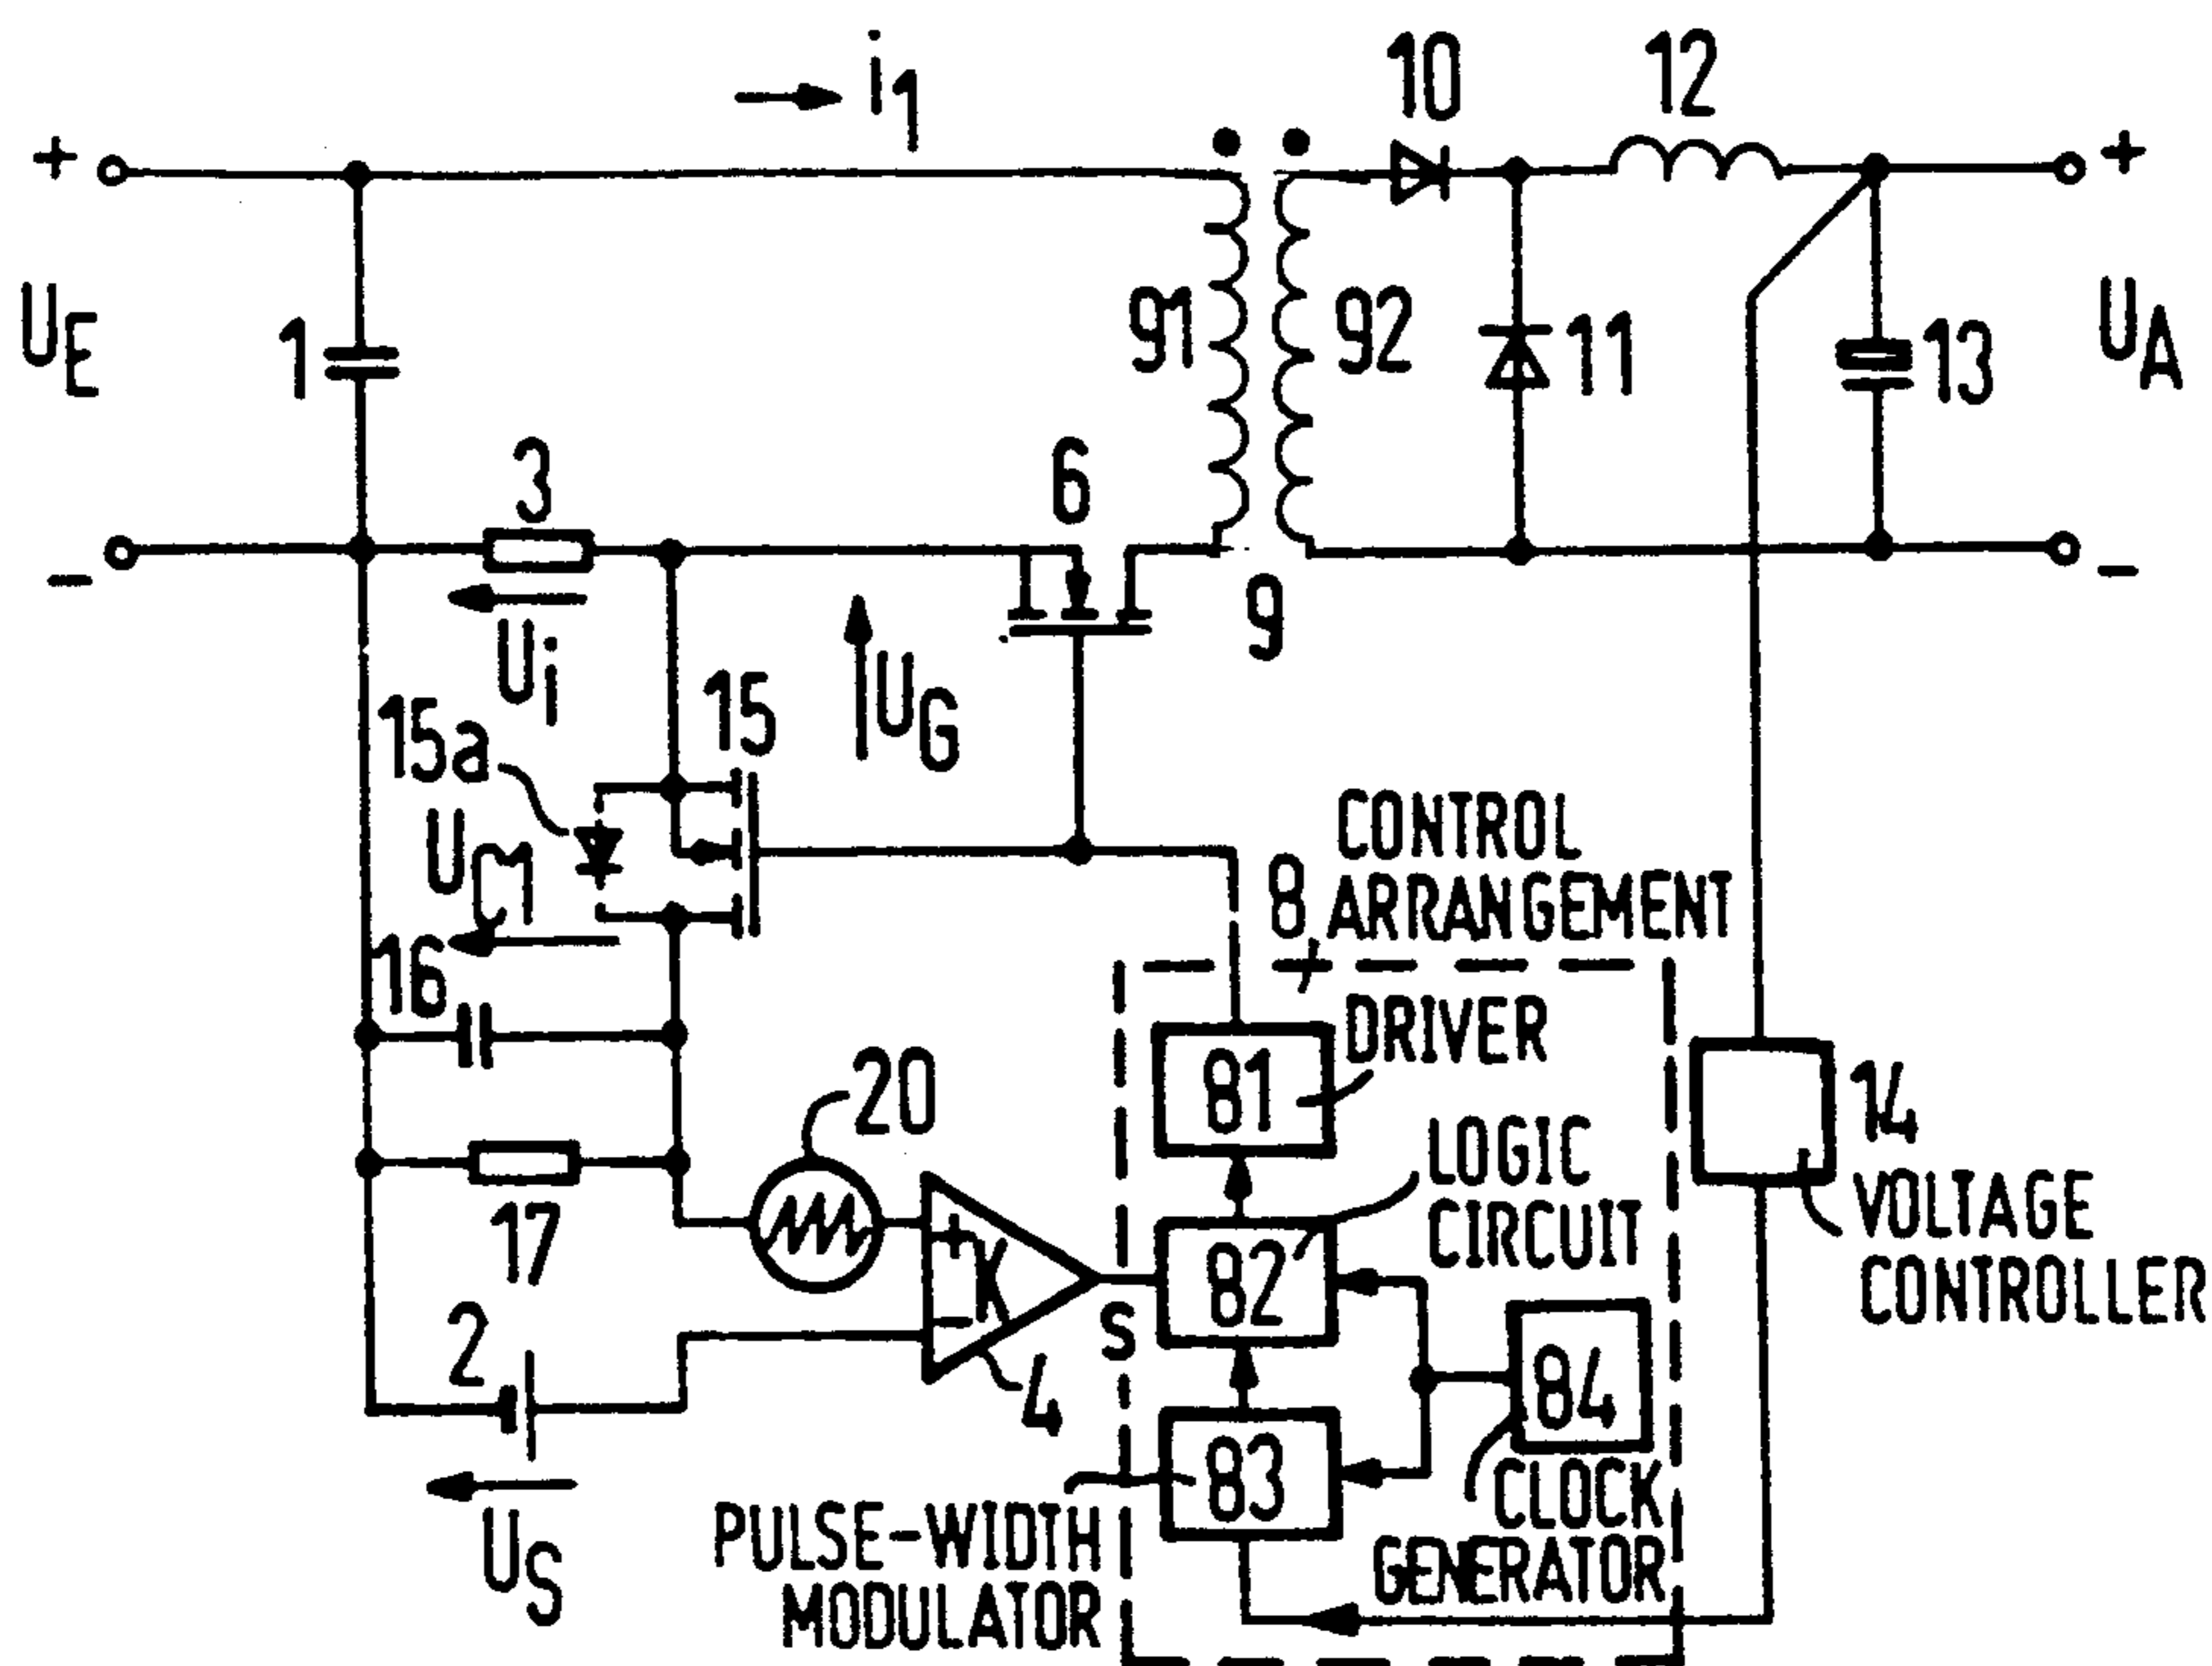 i1
10
12
+
+
UE
1
91
92
11
13
UA
3
6
−
−
9
Ui
15
UG
15a
UCM
CONTROL
8 ARRANGEMENT
16
DRIVER
81
20
14
LOGIC
CIRCUIT
VOLTAGE
CONTROLLER
+
K
−
82
17
S
2
4
84
83
CLOCK
GENERATOR
US
PULSE-WIDTH
MODULATOR